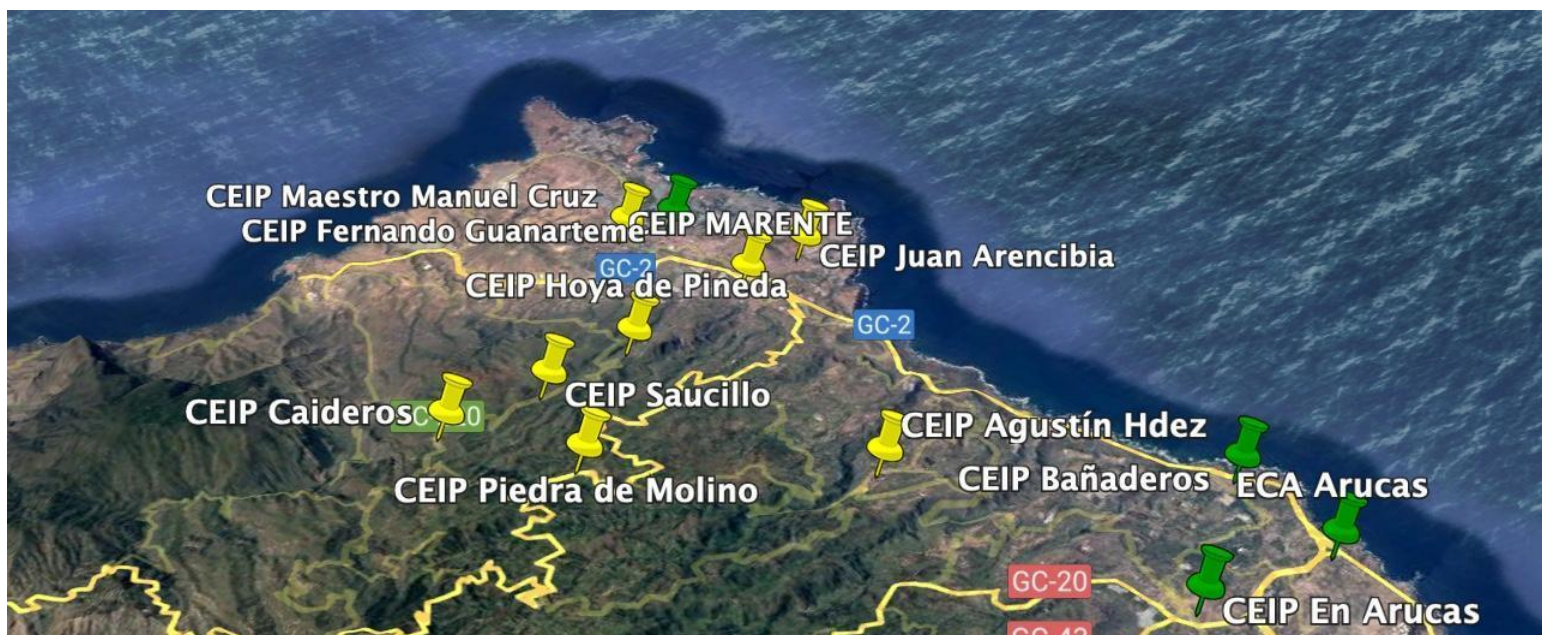 CEIP Maestro Manuel Cruz
CEIP MARENTE
CEIP Fernando Guanarteme
CEIP Juan Arencibia
GC-2
CEIP Hoya de Pineda
GC-2
CEIP Saucillo
CEIP Caideros
CEIP Agustín Hdez
CEIP Bañaderos
ECA Arucas
CEIP Piedra de Molino
GC-20
CEIP En Arucas